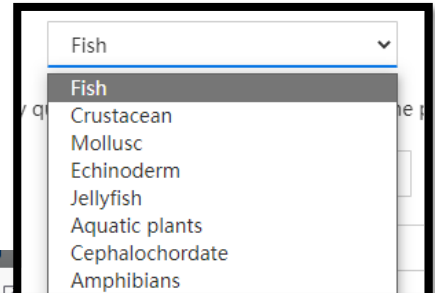 Fish
Fish
Crustacean
Mollusc
Echinoderm
Jellyfish
Aquatic plants
Cephalochordate
Amphibians